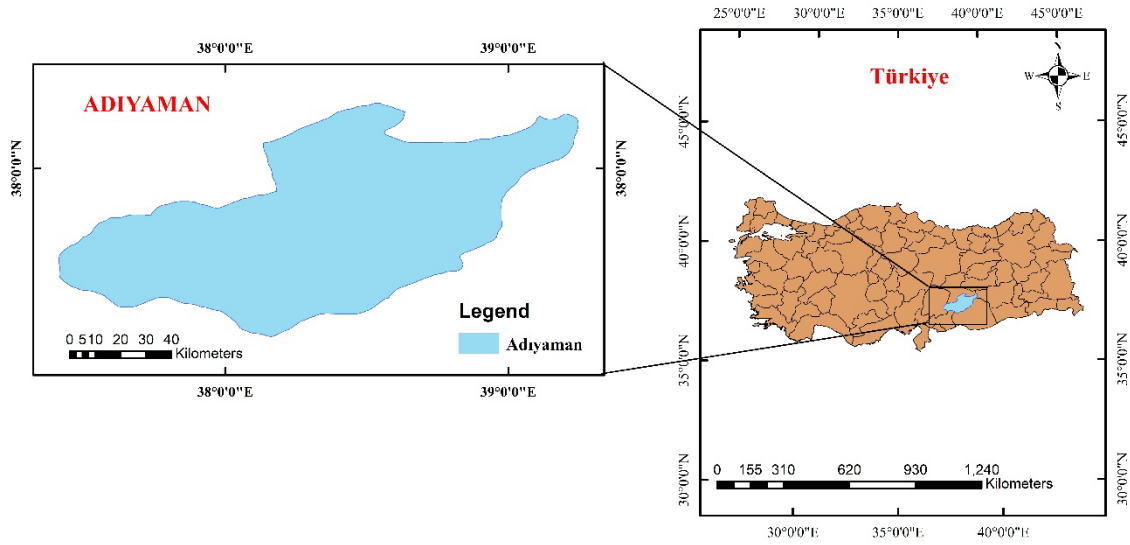 38°0'0"E 39°0'0"E
ADIYAMAN
38°0'0"N 38°0'0"N
Legend
Adıyaman
0 5 10 20 30 40
Kilometers
38°0'0"E 39°0'0"E
25°0'0"E 30°0'0"E 35°0'0"E 40°0'0"E 45°0'0"E
Türkiye
N
W E
S
45°0'0"N 45°0'0"N
40°0'0"N 40°0'0"N
35°0'0"N 35°0'0"N
30°0'0"N 30°0'0"N
0 155 310 620 930 1,240
Kilometers
30°0'0"E 35°0'0"E 40°0'0"E